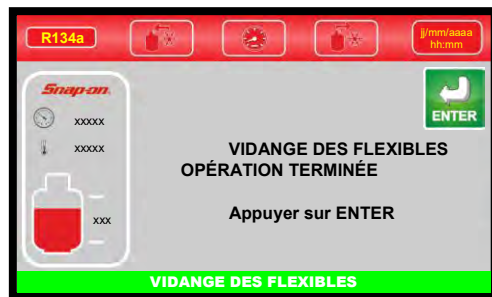 R134a
jj/mm/aaaa
hh:mm
Snap-on
ENTER
xxxxx
xxxxx
xxx
VIDANGE DES FLEXIBLES
OPÉRATION TERMINÉE
Appuyer sur ENTER
VIDANGE DES FLEXIBLES